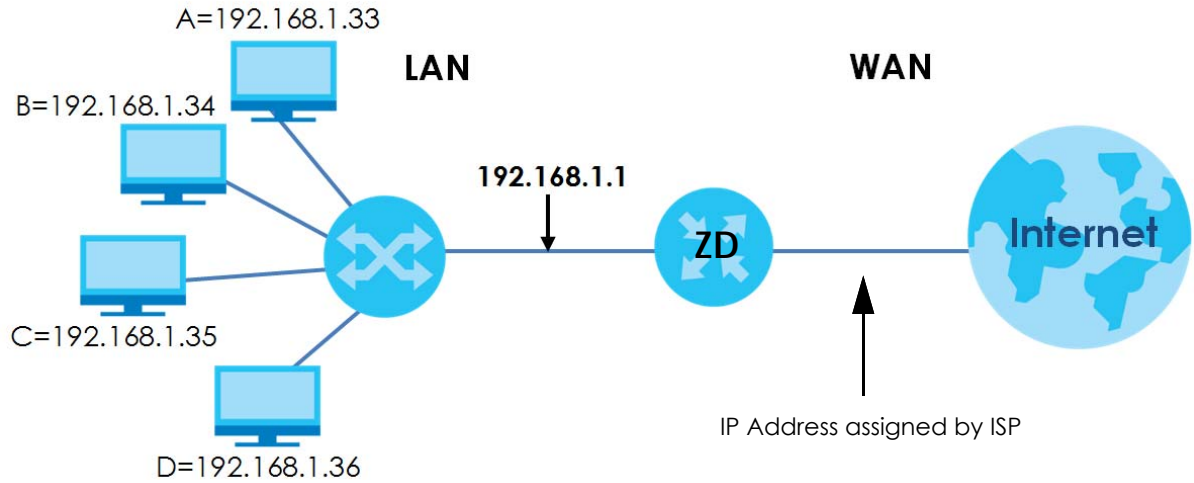 A=192.168.1.33
LAN
WAN
B=192.168.1.34
192.168.1.1
ZD
Internet
C=192.168.1.35
IP Address assigned by ISP
D=192.168.1.36